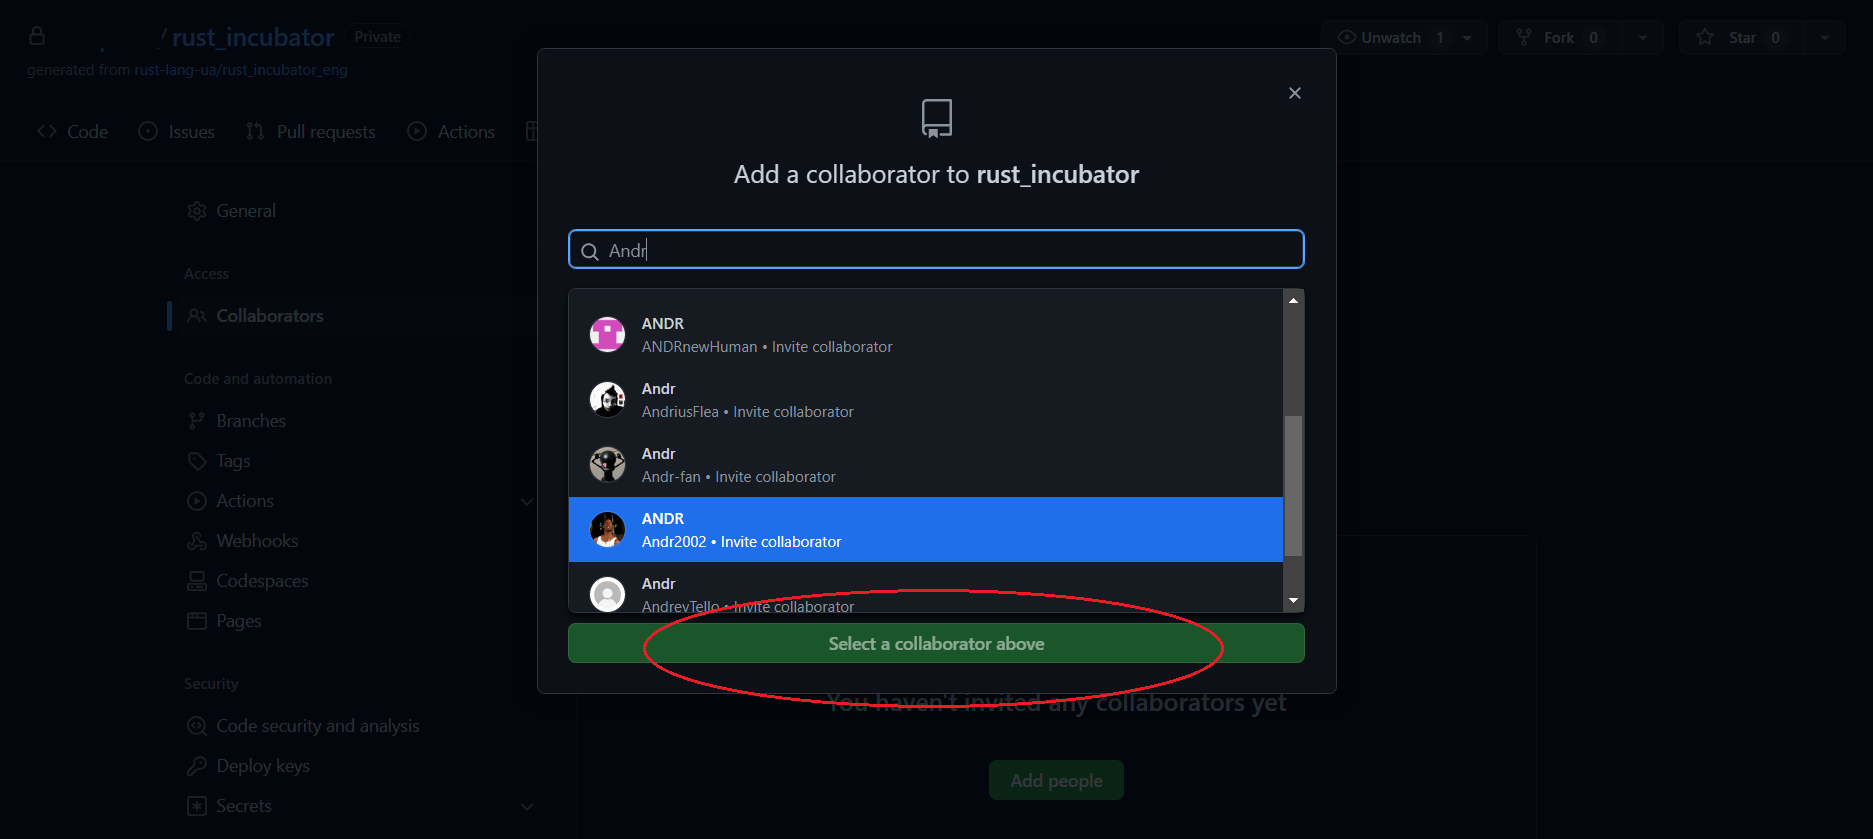 / rust_incubator Private
Unwatch 1
Fork 0
Star 0
generated from rust-lang-ua/rust_incubator_eng
Code
Issues
Pull requests
Actions
General
Access
Collaborators
Code and automation
Branches
Tags
Actions
Webhooks
Codespaces
Pages
Security
Code security and analysis
Deploy keys
Secrets
Add a collaborator to rust_incubator
Andr
ANDR
ANDRnewHuman • Invite collaborator
Andr
AndriusFlea • Invite collaborator
Andr
Andr-fan • Invite collaborator
ANDR
Andr2002 • Invite collaborator
Andr
AndreyTello • Invite collaborator
Select a collaborator above
You haven't invited any collaborators yet
Add people